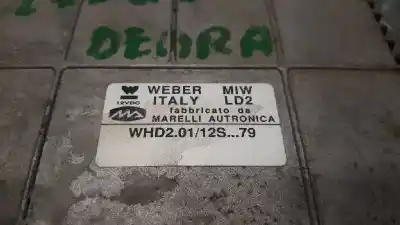 DEDRA
WEBER MIW
12VDC ITALY LD2
fabbricato da
MARELLI AUTRONICA
WHD2.01/12S...79